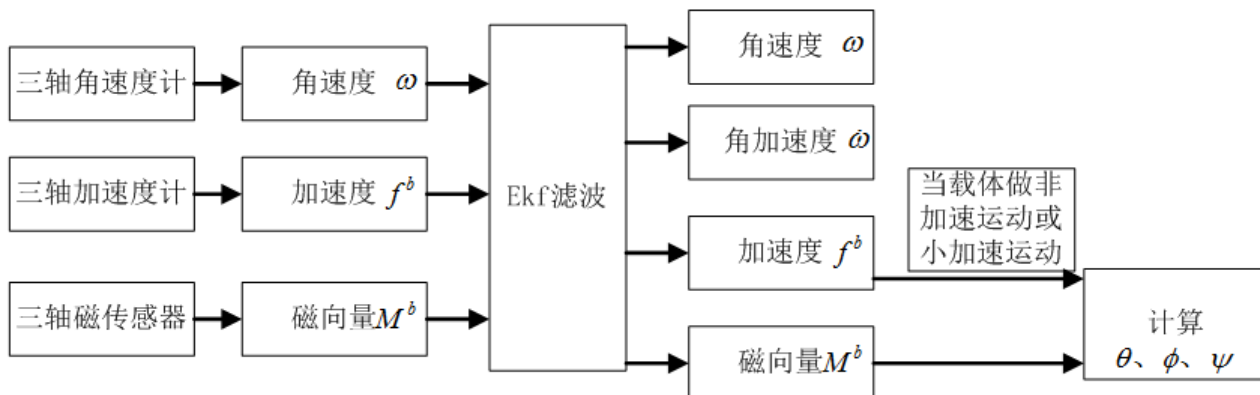 三轴角速度计
角速度 ω
三轴加速度计
加速度 f^b
三轴磁传感器
磁向量M^b
Ekf滤波
角速度 ω
角加速度 ω̇
加速度 f^b
磁向量M^b
当载体做非
加速运动或
小加速运动
计算
θ、ϕ、ψ